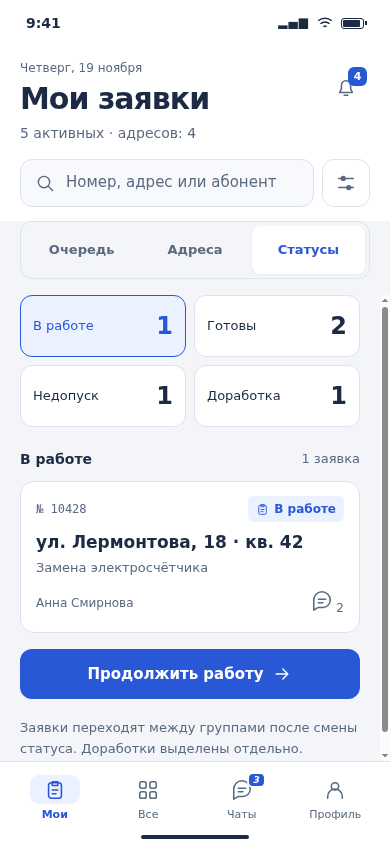 9:41
Четверг, 19 ноября
4
Мои заявки
5 активных · адресов: 4
Номер, адрес или абонент
Очередь
Адреса
Статусы
В работе 1
Готовы 2
Недопуск 1
Доработка 1
В работе
1 заявка
№ 10428
В работе
ул. Лермонтова, 18 · кв. 42
Замена электросчётчика
Анна Смирнова
2
Продолжить работу →
Заявки переходят между группами после смены
статуса. Доработки выделены отдельно.
3
Мои
Все
Чаты
Профиль